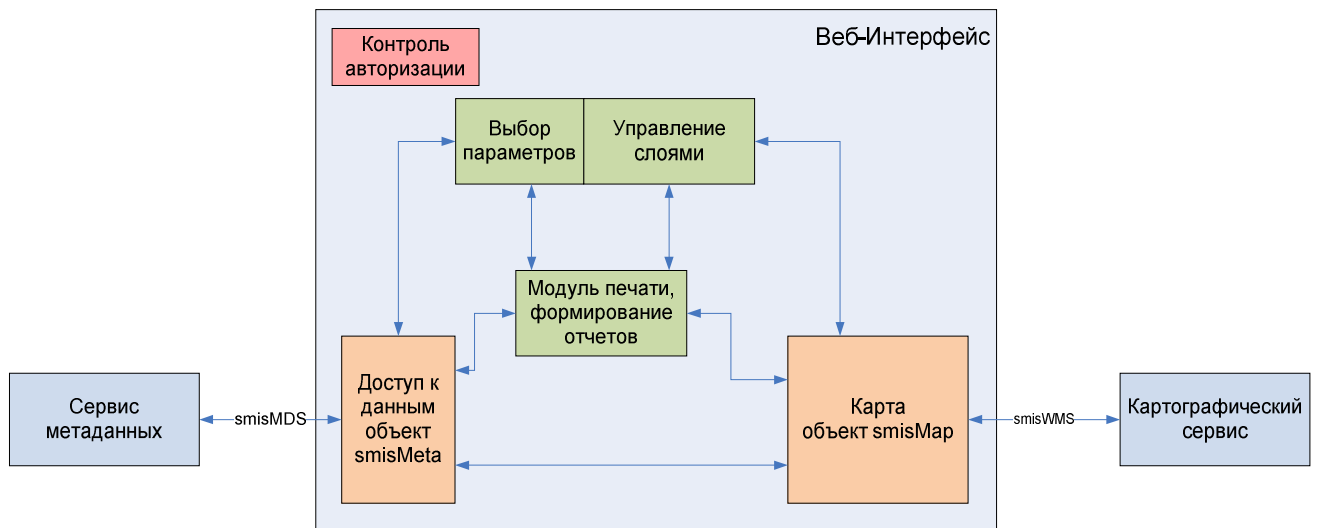 Веб-Интерфейс
Контроль
авторизации
Выбор
параметров
Управление
слоями
Модуль печати,
формирование
отчетов
Сервис
метаданных
smisMDS
Доступ к
данным
объект
smisMeta
Карта
объект smisMap
smisWMS
Картографический
сервис